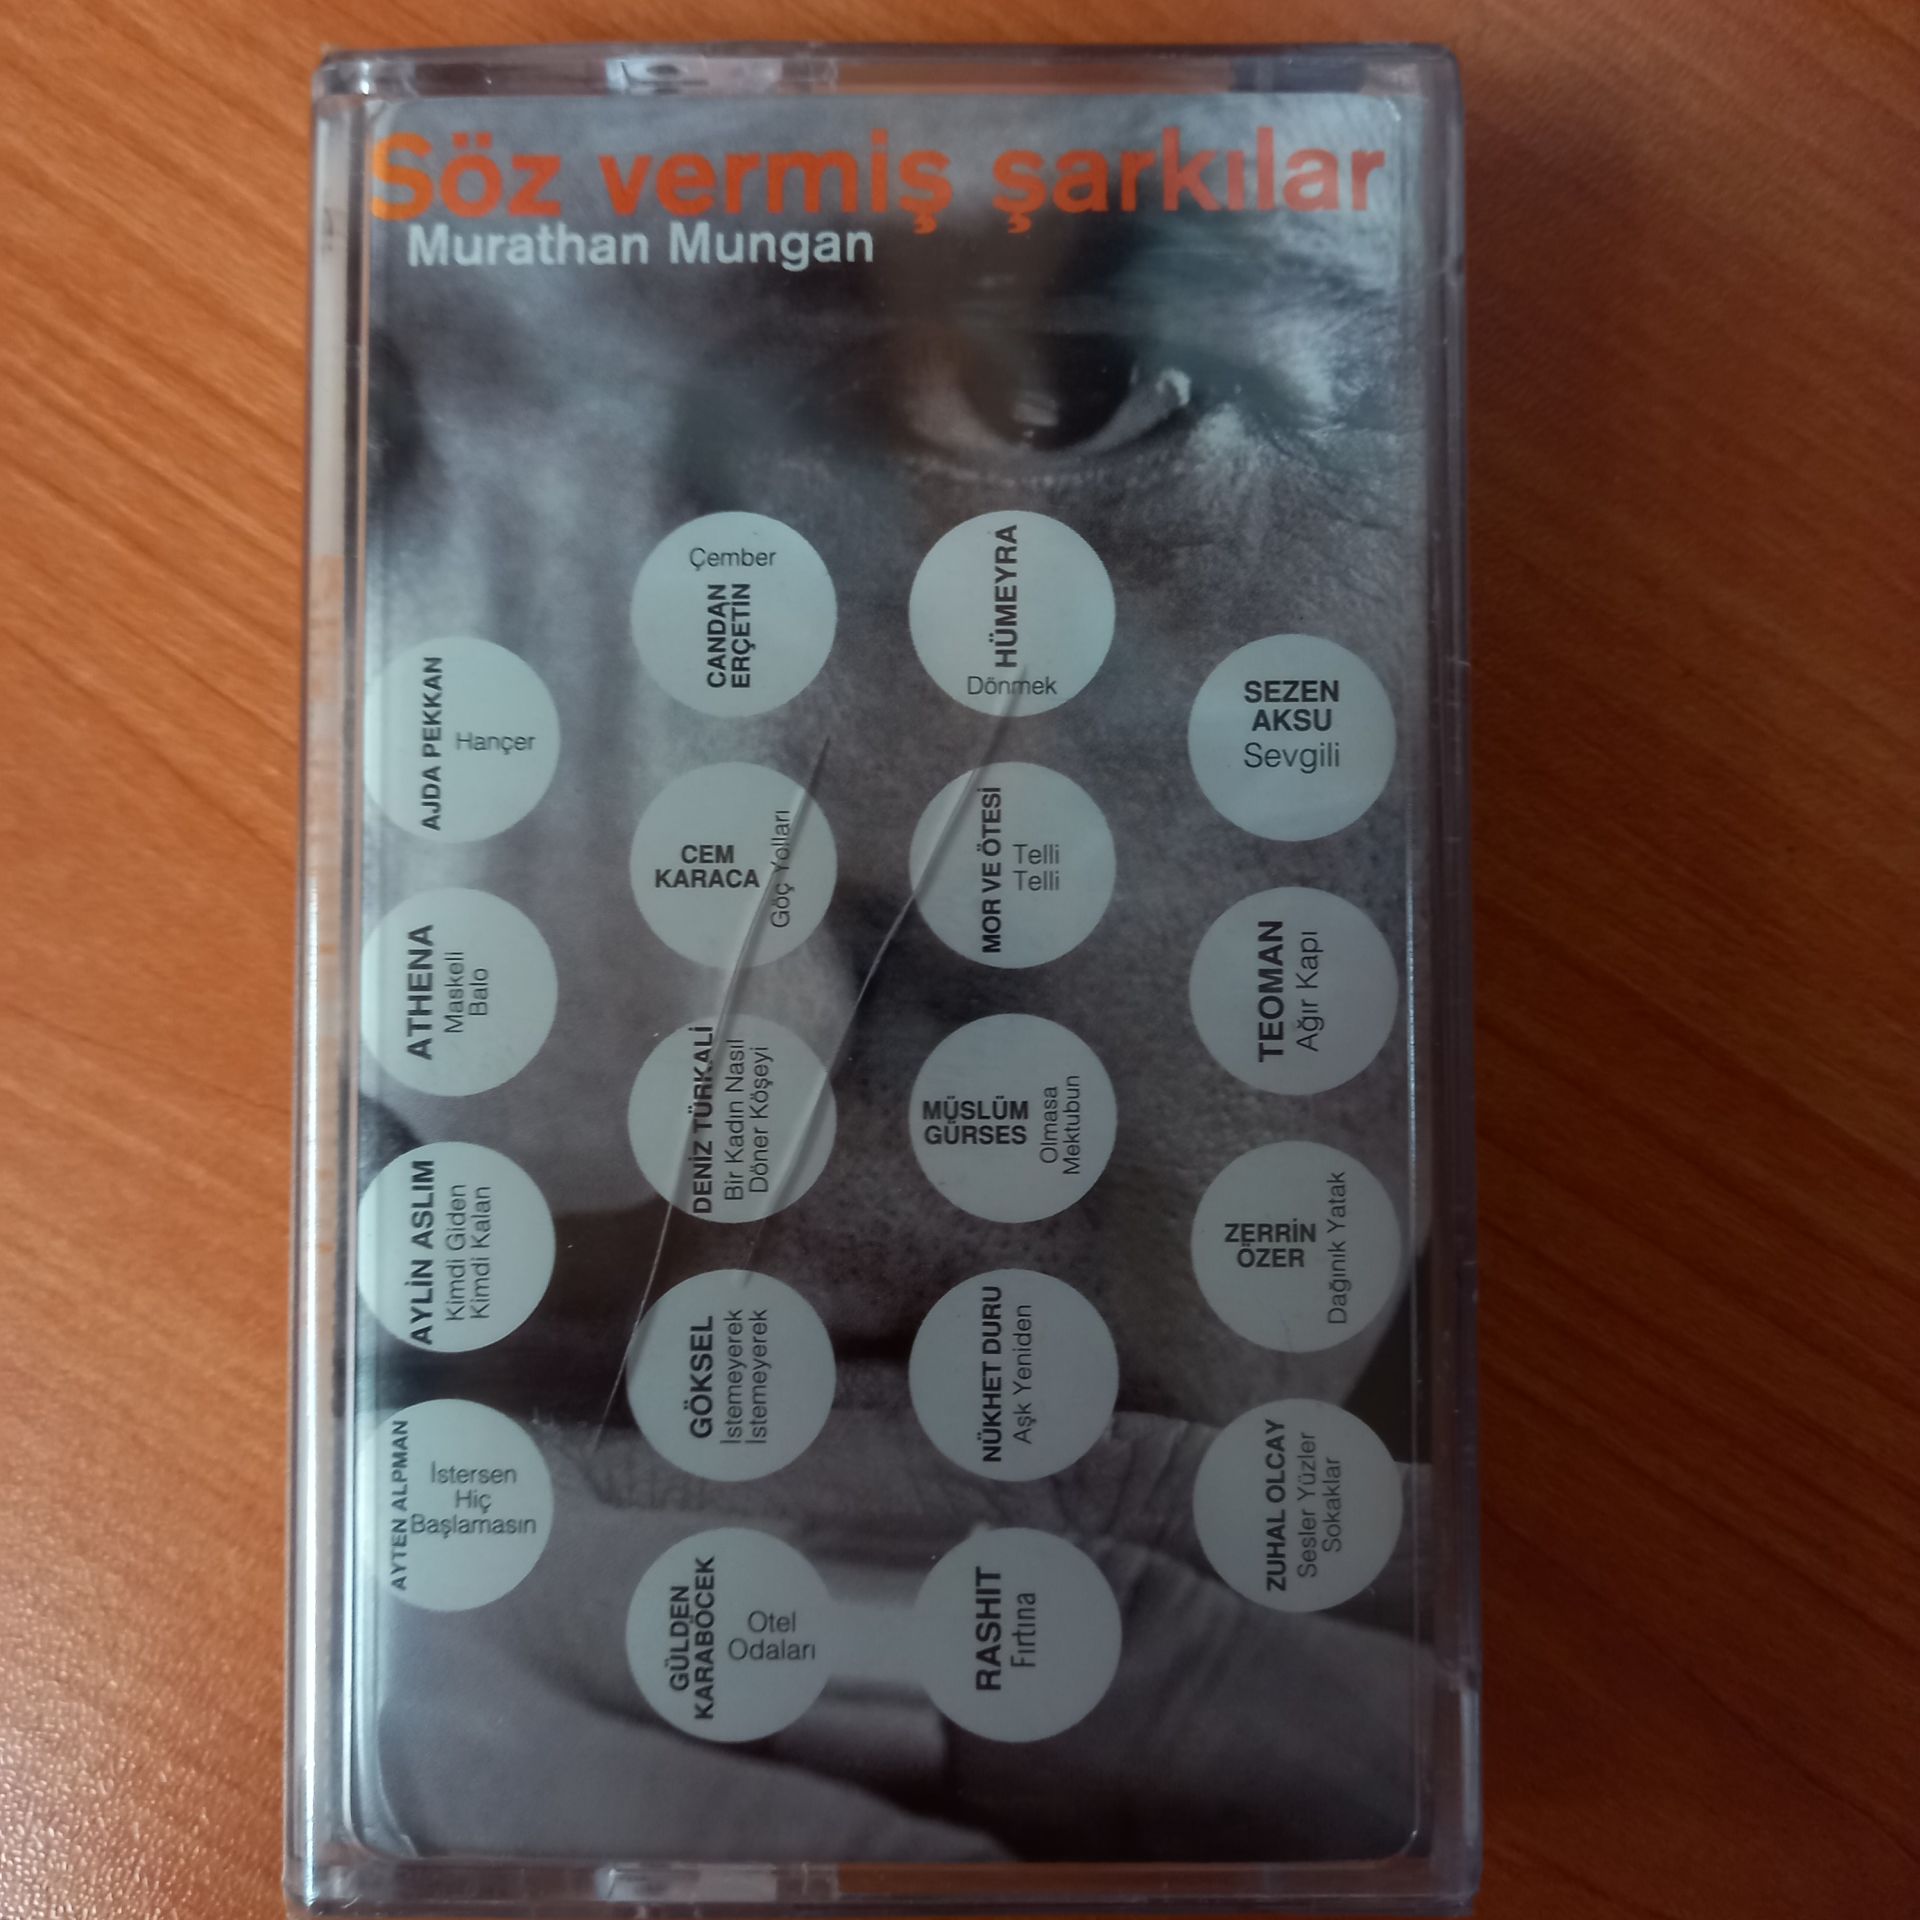 Söz vermiş şarkılar
Murathan Mungan
AJDA PEKKAN
Hançer
ATHENA
Maskeli
Balo
AYLİN ASLIM
Kimdi Giden
Kimdi Kalan
AYTEN ALPMAN
İstersen
Hiç
Başlamasın
Çember
CANDAN
ERÇETİN
CEM
KARACA
Göç Yolları
DENİZ TÜRKALİ
Bir Kadın Nasıl
Döner Köşeyi
GÖKSEL
İstemeyerek
İstemeyerek
GÜLDEN
KARABÖCEK
Otel
Odaları
HÜMEYRA
Dönmek
MOR VE ÖTESİ
Telli
Telli
MÜSLÜM
GÜRSES
Olmasa
Mektubun
NÜKHET DURU
Aşk Yeniden
RASHIT
Fırtına
SEZEN
AKSU
Sevgili
TEOMAN
Ağır Kapı
ZERRİN
ÖZER
Dağınık Yatak
ZUHAL OLCAY
Sesler Yüzler
Sokaklar